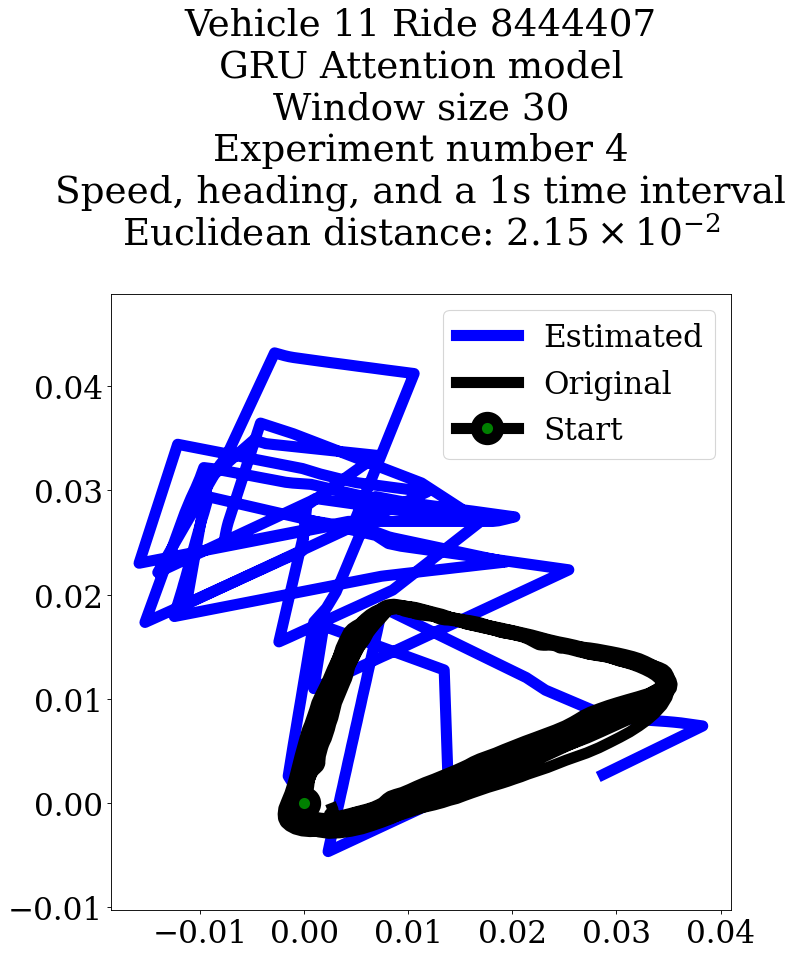 Vehicle 11 Ride 8444407
GRU Attention model
Window size 30
Experiment number 4
Speed, heading, and a 1s time interval
Euclidean distance: 2.15 × 10⁻²
Estimated
Original
Start
0.04
0.03
0.02
0.01
0.00
−0.01
−0.01 0.00 0.01 0.02 0.03 0.04